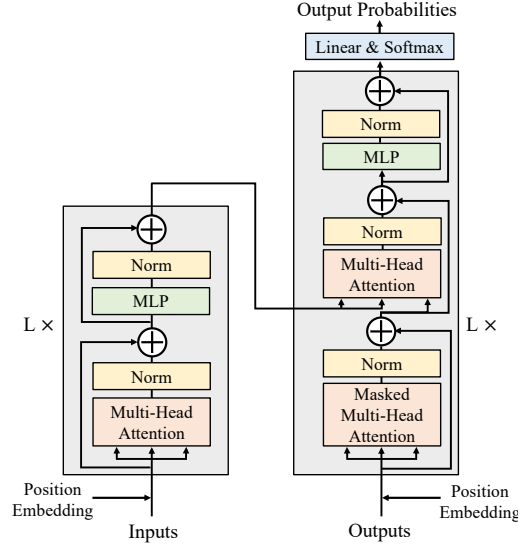 Output Probabilities
Linear & Softmax
Norm
MLP
Norm
Multi-Head
Attention
Norm
Masked
Multi-Head
Attention
L ×
Position
Embedding
Outputs
Norm
MLP
L ×
Norm
Multi-Head
Attention
Position
Embedding
Inputs